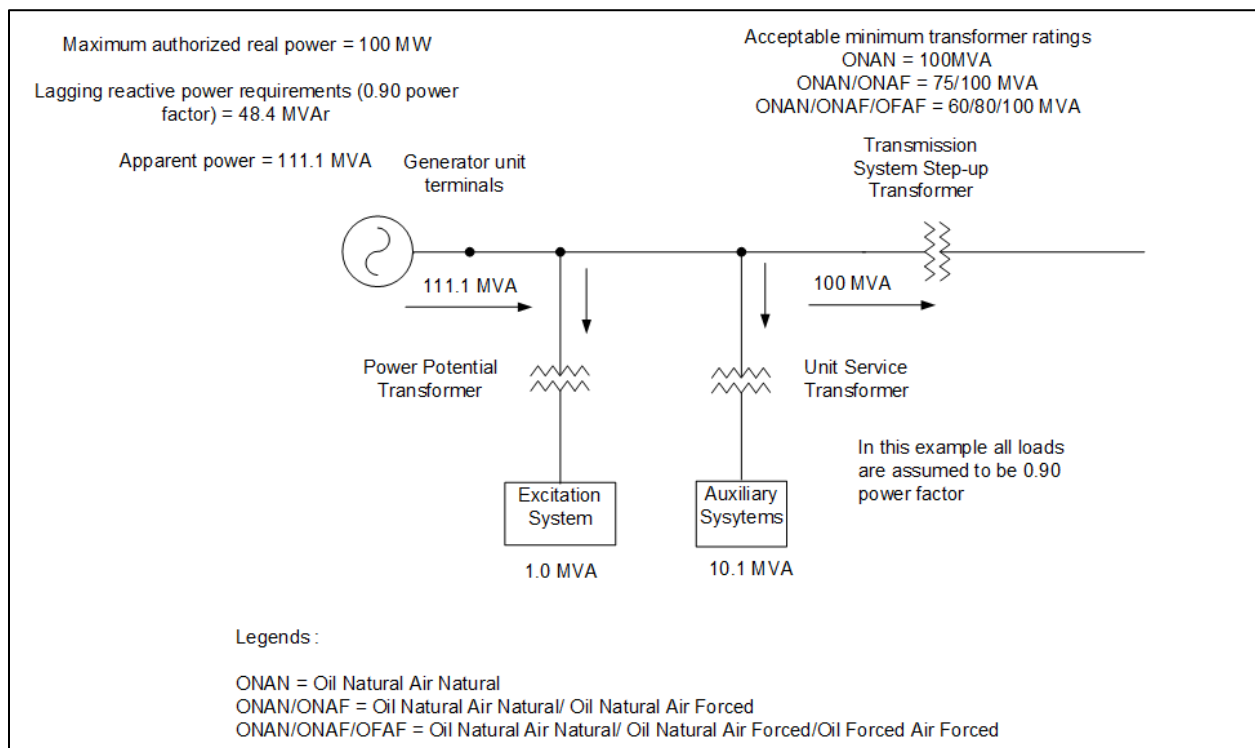 Maximum authorized real power = 100 MW
Lagging reactive power requirements (0.90 power
factor) = 48.4 MVAr
Apparent power = 111.1 MVA
Acceptable minimum transformer ratings
ONAN = 100MVA
ONAN/ONAF = 75/100 MVA
ONAN/ONAF/OFAF = 60/80/100 MVA
Generator unit
terminals
Transmission
System Step-up
Transformer
111.1 MVA
100 MVA
Power Potential
Transformer
Unit Service
Transformer
In this example all loads
are assumed to be 0.90
power factor
Excitation
System
Auxiliary
Sysytems
1.0 MVA
10.1 MVA
Legends :
ONAN = Oil Natural Air Natural
ONAN/ONAF = Oil Natural Air Natural/ Oil Natural Air Forced
ONAN/ONAF/OFAF = Oil Natural Air Natural/ Oil Natural Air Forced/Oil Forced Air Forced